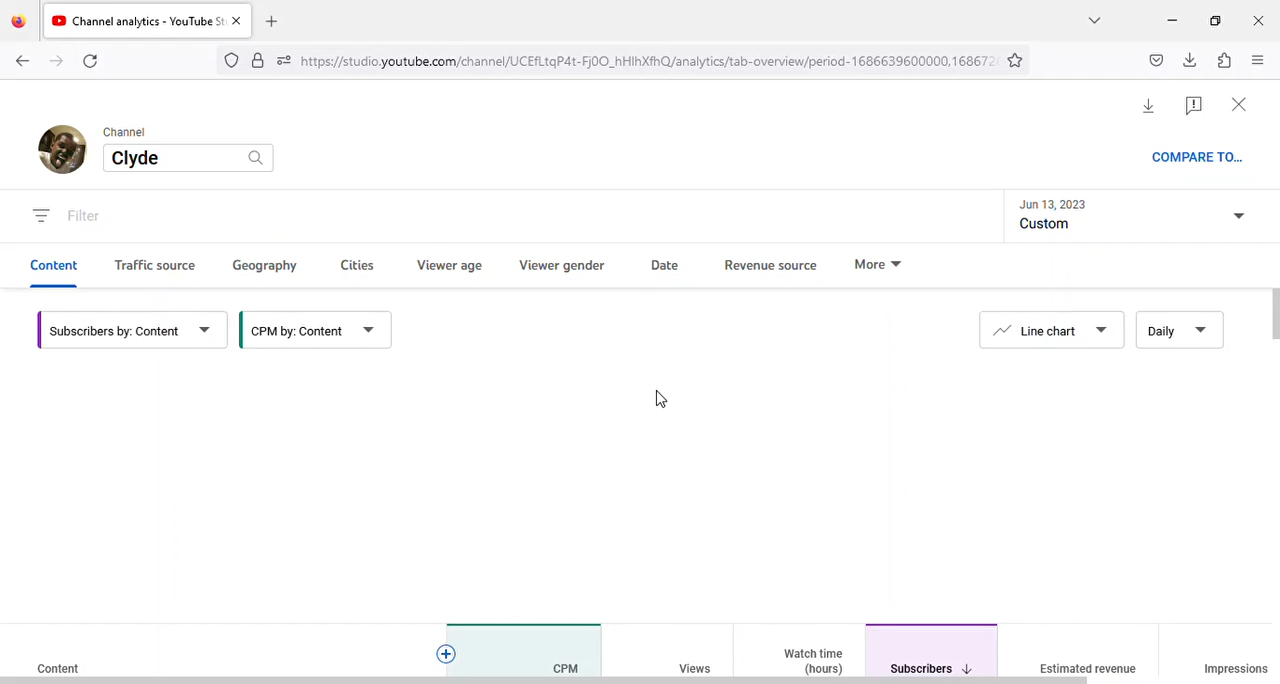 Channel analytics - YouTube St
https://studio.youtube.com/channel/UCEfLtqP4t-Fj0O_hHlhXfhQ/analytics/tab-overview/period-1686639600000,168672
Channel
Clyde
COMPARE TO...
Filter
Jun 13, 2023
Custom
Content Traffic source Geography Cities Viewer age Viewer gender Date Revenue source More
Subscribers by: Content CPM by: Content Line chart Daily
Content CPM Views Watch time (hours) Subscribers Estimated revenue Impressions